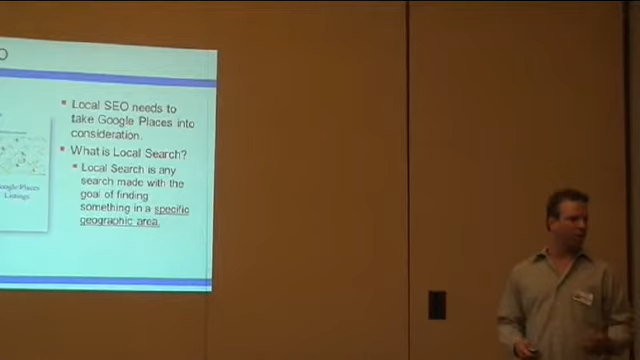 O
Local SEO needs to
take Google Places into
consideration.
What is Local Search?
Local Search is any
search made with the
goal of finding
something in a specific
geographic area.
oogle Places
Listings